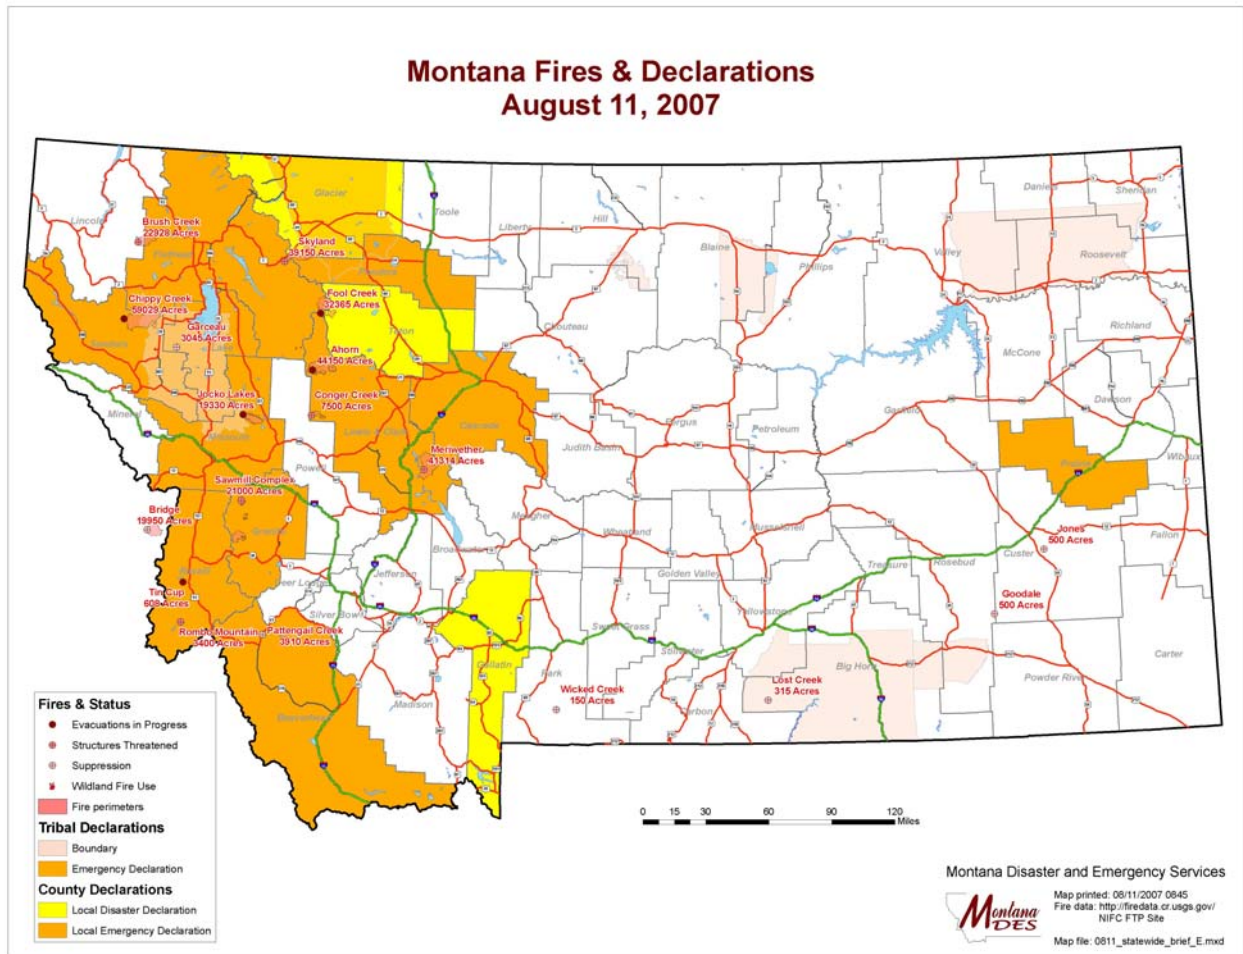 Montana Fires & Declarations
August 11, 2007
Daniels
Sheridan
Glacier
Lincoln
Toole
Hill
Liberty
Brush Creek
22928 Acres
Skyland
39150 Acres
Blaine
Phillips
Valley
Roosevelt
Flathead
Pondera
Chippy Creek
59029 Acres
Fool Creek
32365 Acres
Garceau
3045 Acres
Lake
Sanders
Teton
Chouteau
Richland
McCone
Ahorn
44150 Acres
Jocko Lakes
19330 Acres
Conger Creek
7500 Acres
Mineral
Missoula
Lewis & Clark
Cascade
Fergus
Petroleum
Garfield
Dawson
Judith Basin
Meriwether
41314 Acres
Powell
Prairie
Wibaux
Sawmill Complex
21000 Acres
Bridge
19950 Acres
Granite
Meagher
Wheatland
Musselshell
Jones
500 Acres
Fallon
Broadwater
Custer
Ravalli
Jefferson
Deer Lodge
Golden Valley
Treasure
Rosebud
Tin Cup
608 Acres
Silver Bow
Goodale
500 Acres
Yellowstone
Sweet Grass
Rombo Mountain
3400 Acres
Pattengail Creek
3910 Acres
Stillwater
Gallatin
Park
Big Horn
Carter
Powder River
Lost Creek
315 Acres
Wicked Creek
150 Acres
Carbon
Madison
Beaverhead
Fires & Status
Evacuations in Progress
Structures Threatened
Suppression
Wildland Fire Use
Fire perimeters
Tribal Declarations
Boundary
Emergency Declaration
County Declarations
Local Disaster Declaration
Local Emergency Declaration
0 15 30 60 90 120
Miles
Montana Disaster and Emergency Services
Montana
DES
Map printed: 08/11/2007 0845
Fire data: http://firedata.cr.usgs.gov/
NIFC FTP Site
Map file: 0811_statewide_brief_E.mxd